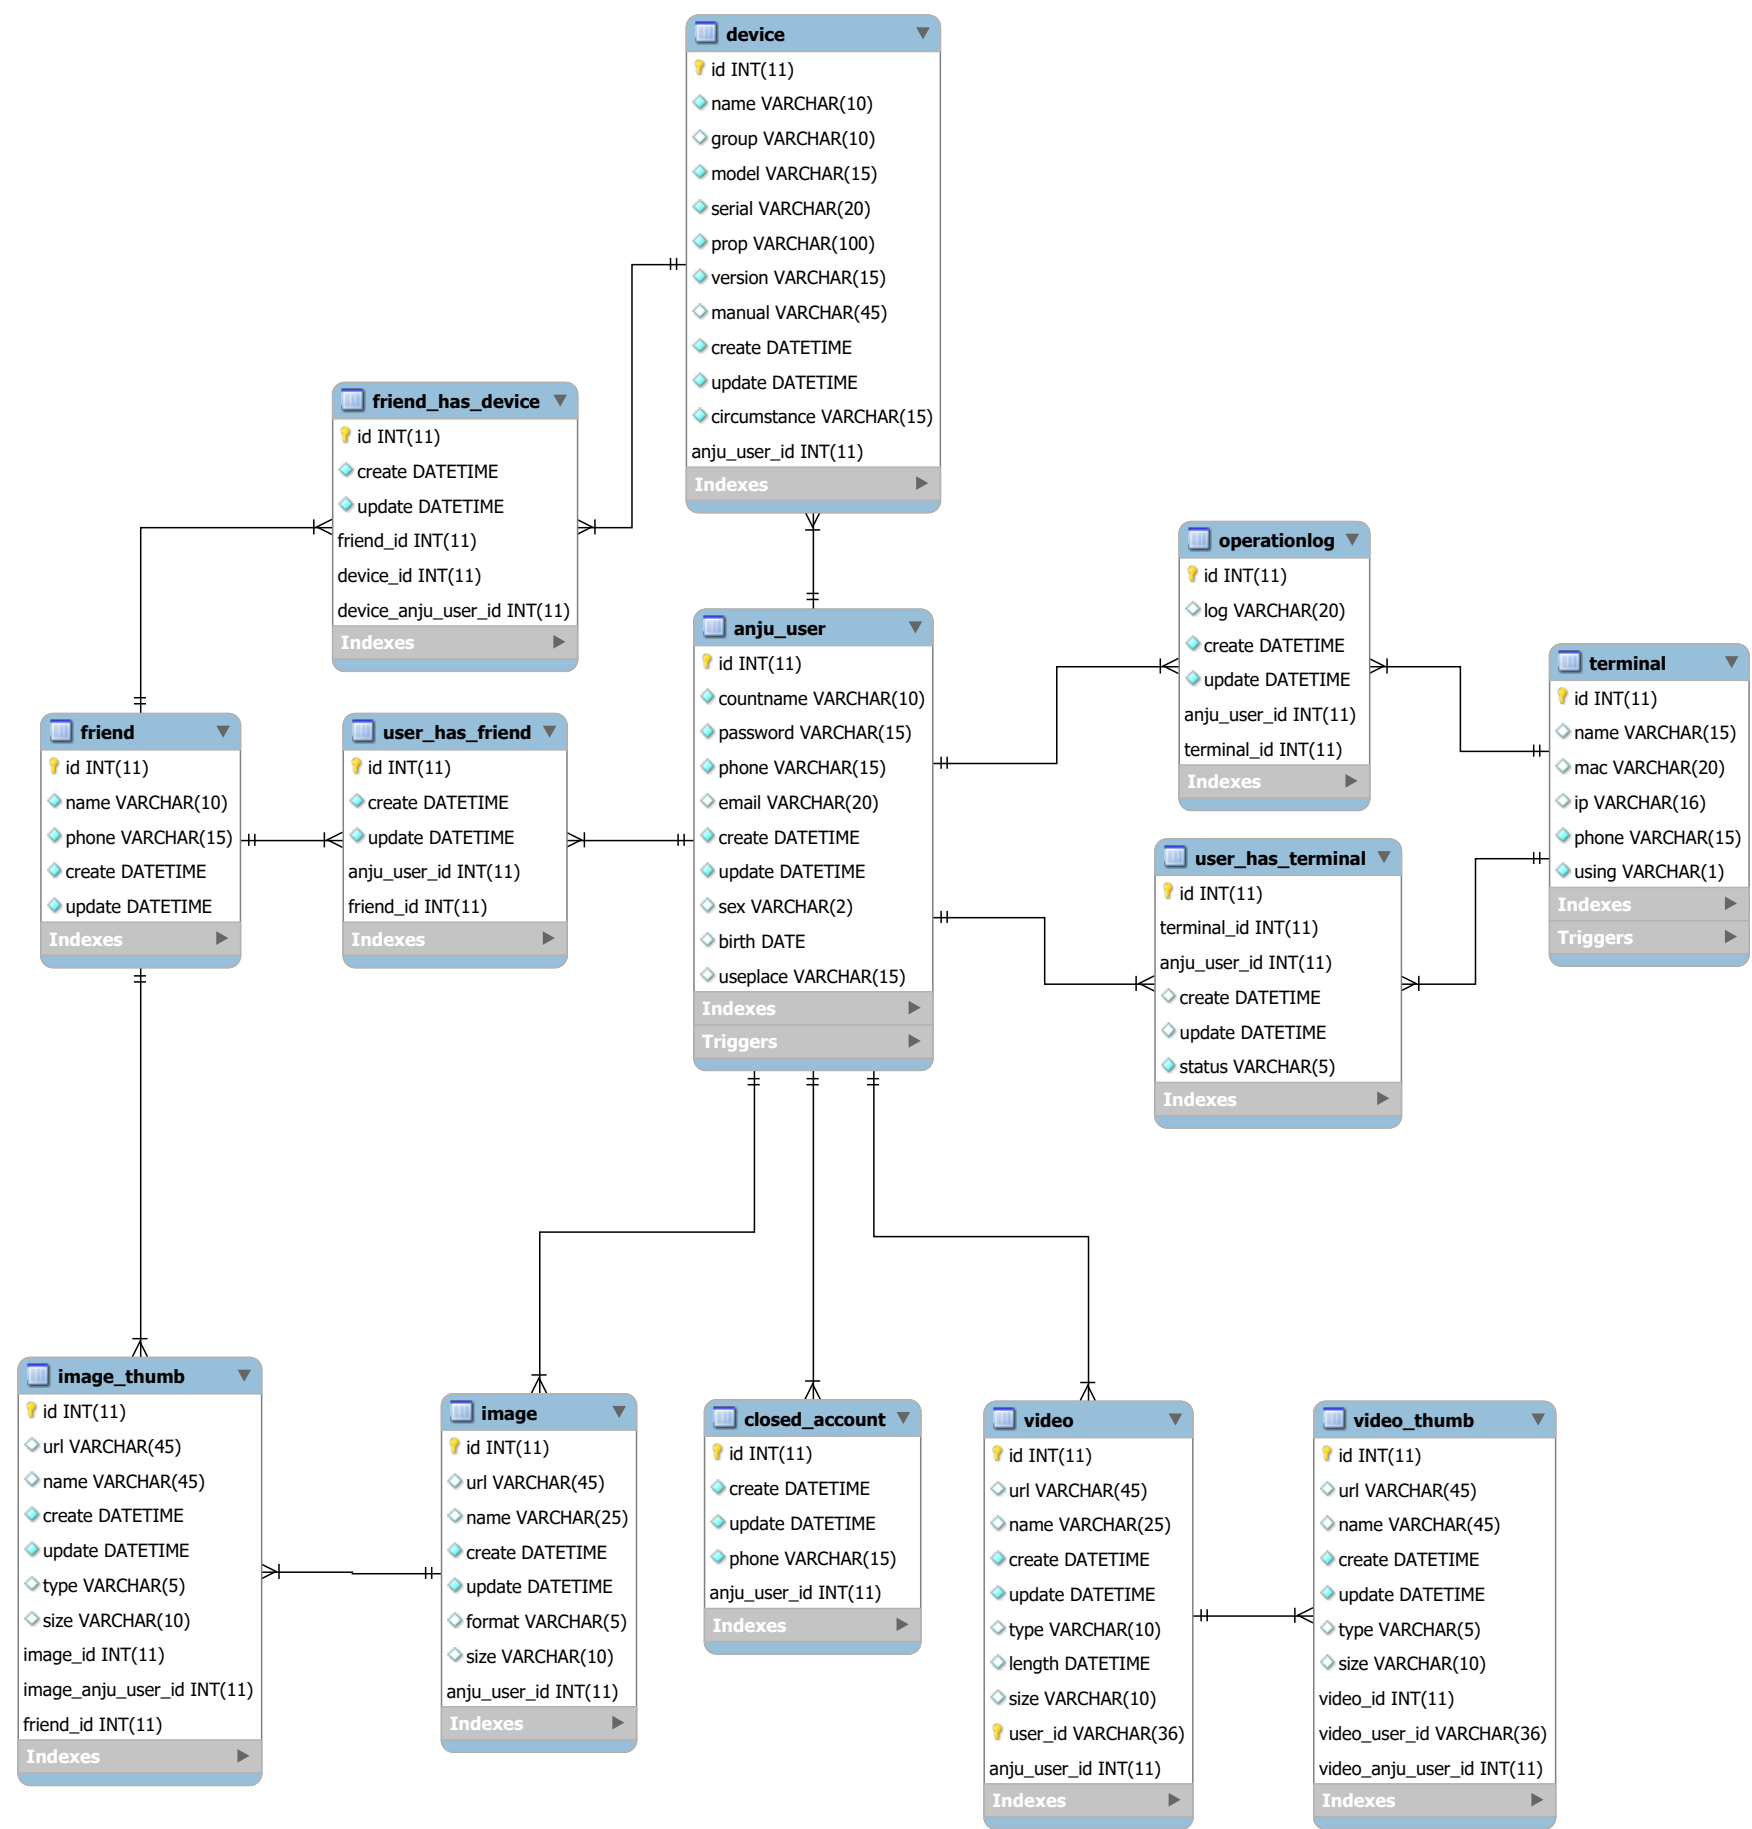 device
id INT(11)
name VARCHAR(10)
group VARCHAR(10)
model VARCHAR(15)
serial VARCHAR(20)
prop VARCHAR(100)
version VARCHAR(15)
manual VARCHAR(45)
create DATETIME
update DATETIME
circumstance VARCHAR(15)
anju_user_id INT(11)
Indexes
friend_has_device
id INT(11)
create DATETIME
update DATETIME
friend_id INT(11)
device_id INT(11)
device_anju_user_id INT(11)
Indexes
operationlog
id INT(11)
log VARCHAR(20)
create DATETIME
update DATETIME
anju_user_id INT(11)
terminal_id INT(11)
Indexes
anju_user
id INT(11)
countname VARCHAR(10)
password VARCHAR(15)
phone VARCHAR(15)
email VARCHAR(20)
create DATETIME
update DATETIME
sex VARCHAR(2)
birth DATE
useplace VARCHAR(15)
Indexes
Triggers
terminal
id INT(11)
name VARCHAR(15)
mac VARCHAR(20)
ip VARCHAR(16)
phone VARCHAR(15)
using VARCHAR(1)
Indexes
Triggers
friend
id INT(11)
name VARCHAR(10)
phone VARCHAR(15)
create DATETIME
update DATETIME
Indexes
user_has_friend
id INT(11)
create DATETIME
update DATETIME
anju_user_id INT(11)
friend_id INT(11)
Indexes
user_has_terminal
id INT(11)
terminal_id INT(11)
anju_user_id INT(11)
create DATETIME
update DATETIME
status VARCHAR(5)
Indexes
image_thumb
id INT(11)
url VARCHAR(45)
name VARCHAR(45)
create DATETIME
update DATETIME
type VARCHAR(5)
size VARCHAR(10)
image_id INT(11)
image_anju_user_id INT(11)
friend_id INT(11)
Indexes
image
id INT(11)
url VARCHAR(45)
name VARCHAR(25)
create DATETIME
update DATETIME
format VARCHAR(5)
size VARCHAR(10)
anju_user_id INT(11)
Indexes
closed_account
id INT(11)
create DATETIME
update DATETIME
phone VARCHAR(15)
anju_user_id INT(11)
Indexes
video
id INT(11)
url VARCHAR(45)
name VARCHAR(25)
create DATETIME
update DATETIME
type VARCHAR(10)
length DATETIME
size VARCHAR(10)
user_id VARCHAR(36)
anju_user_id INT(11)
Indexes
video_thumb
id INT(11)
url VARCHAR(45)
name VARCHAR(45)
create DATETIME
update DATETIME
type VARCHAR(5)
size VARCHAR(10)
video_id INT(11)
video_user_id VARCHAR(36)
video_anju_user_id INT(11)
Indexes